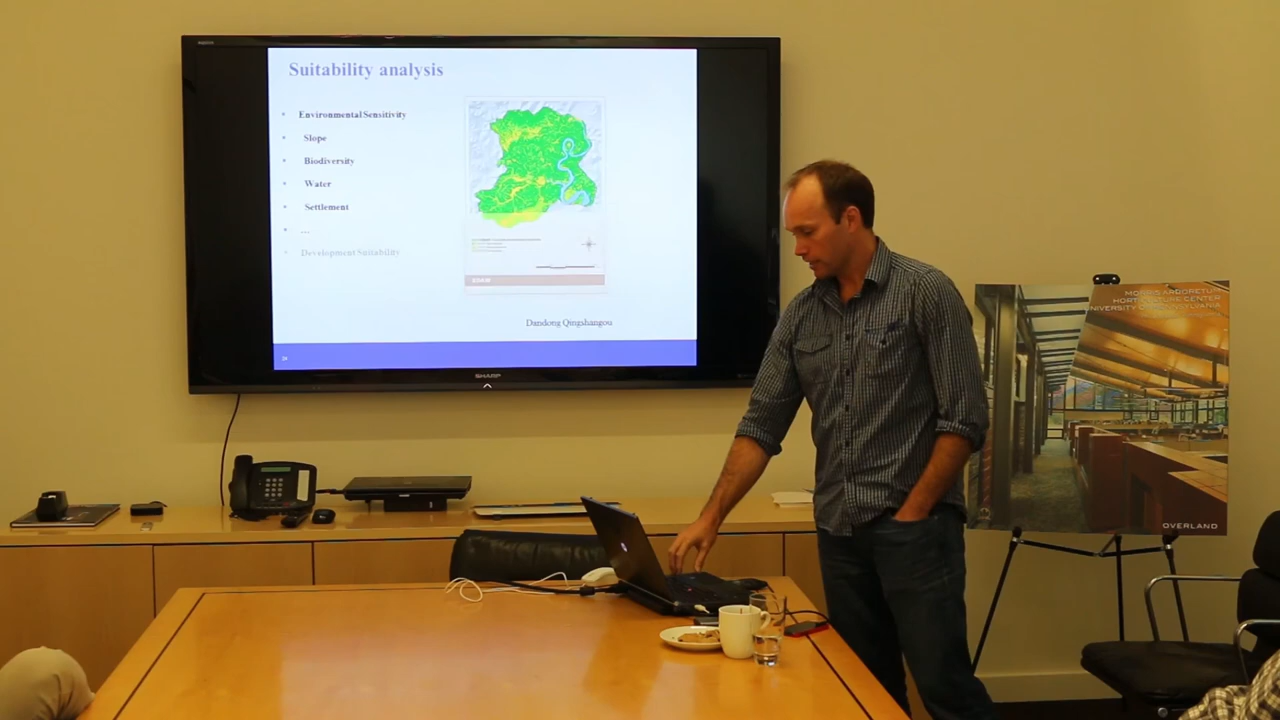 Suitability analysis
• Environmental Sensitivity
• Slope
• Biodiversity
• Water
• Settlement
• ...
• Development Suitability
Dandong Qingshangou
SHARP
MORRIS ARBORETUM
HORTICULTURE CENTER
UNIVERSITY OF PENNSYLVANIA
OVERLAND